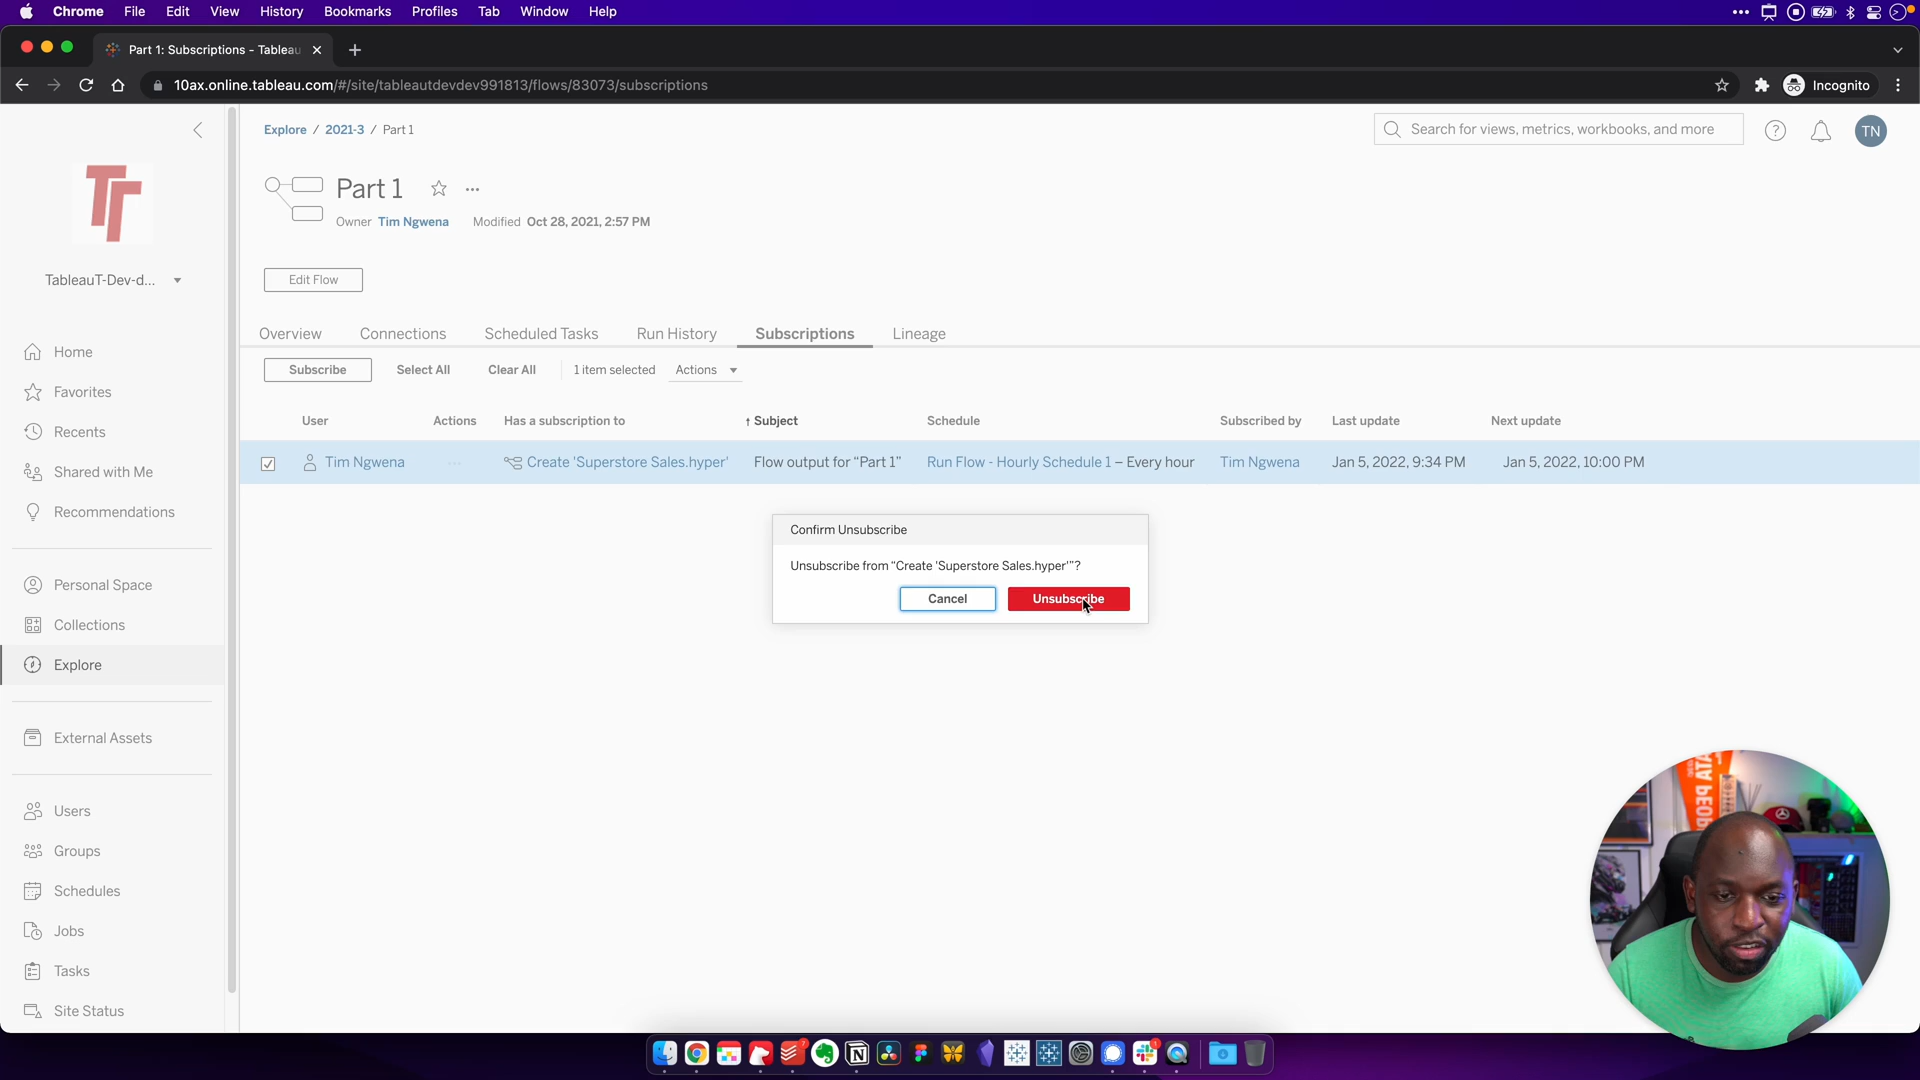 Chrome File Edit View History Bookmarks Profiles Tab Window Help
Part 1: Subscriptions - Tableau
10ax.online.tableau.com/#/site/tableautdevdev991813/flows/83073/subscriptions
Incognito
Explore / 2021-3 / Part 1
Search for views, metrics, workbooks, and more
TN
Part 1
Owner Tim Ngwena Modified Oct 28, 2021, 2:57 PM
TableauT-Dev-d...
Edit Flow
Overview Connections Scheduled Tasks Run History Subscriptions Lineage
Subscribe Select All Clear All 1 item selected Actions
User Actions Has a subscription to ↑ Subject Schedule Subscribed by Last update Next update
Tim Ngwena Create 'Superstore Sales.hyper' Flow output for “Part 1” Run Flow - Hourly Schedule 1 – Every hour Tim Ngwena Jan 5, 2022, 9:34 PM Jan 5, 2022, 10:00 PM
Confirm Unsubscribe
Unsubscribe from “Create 'Superstore Sales.hyper'”?
Cancel Unsubscribe
Home
Favorites
Recents
Shared with Me
Recommendations
Personal Space
Collections
Explore
External Assets
Users
Groups
Schedules
Jobs
Tasks
Site Status